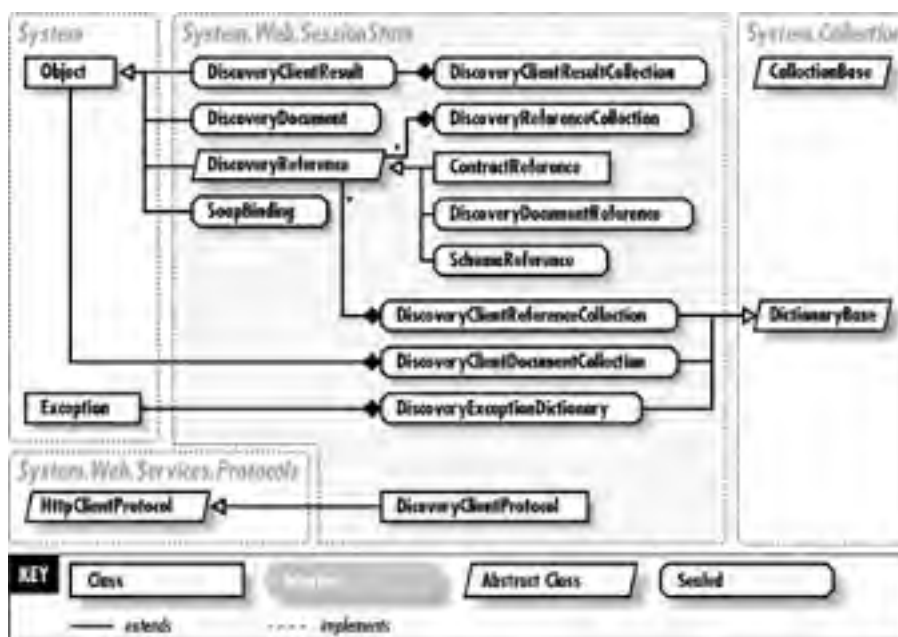 System
System.Web.SessionState
System.Collection
Object
DiscoveryClientResult
DiscoveryClientResultCollection
CollectionBase
DiscoveryDocument
DiscoveryReferenceCollection
*
DiscoveryReference
ContractReference
*
SoapBinding
DiscoveryDocumentReference
SchemaReference
DiscoveryClientReferenceCollection
DictionaryBase
DiscoveryClientDocumentCollection
Exception
DiscoveryExceptionDictionary
System.Web.Services.Protocols
HttpClientProtocol
DicoveryClientProtocol
KEY
Class
Abstract Class
Sealed
extends
implements